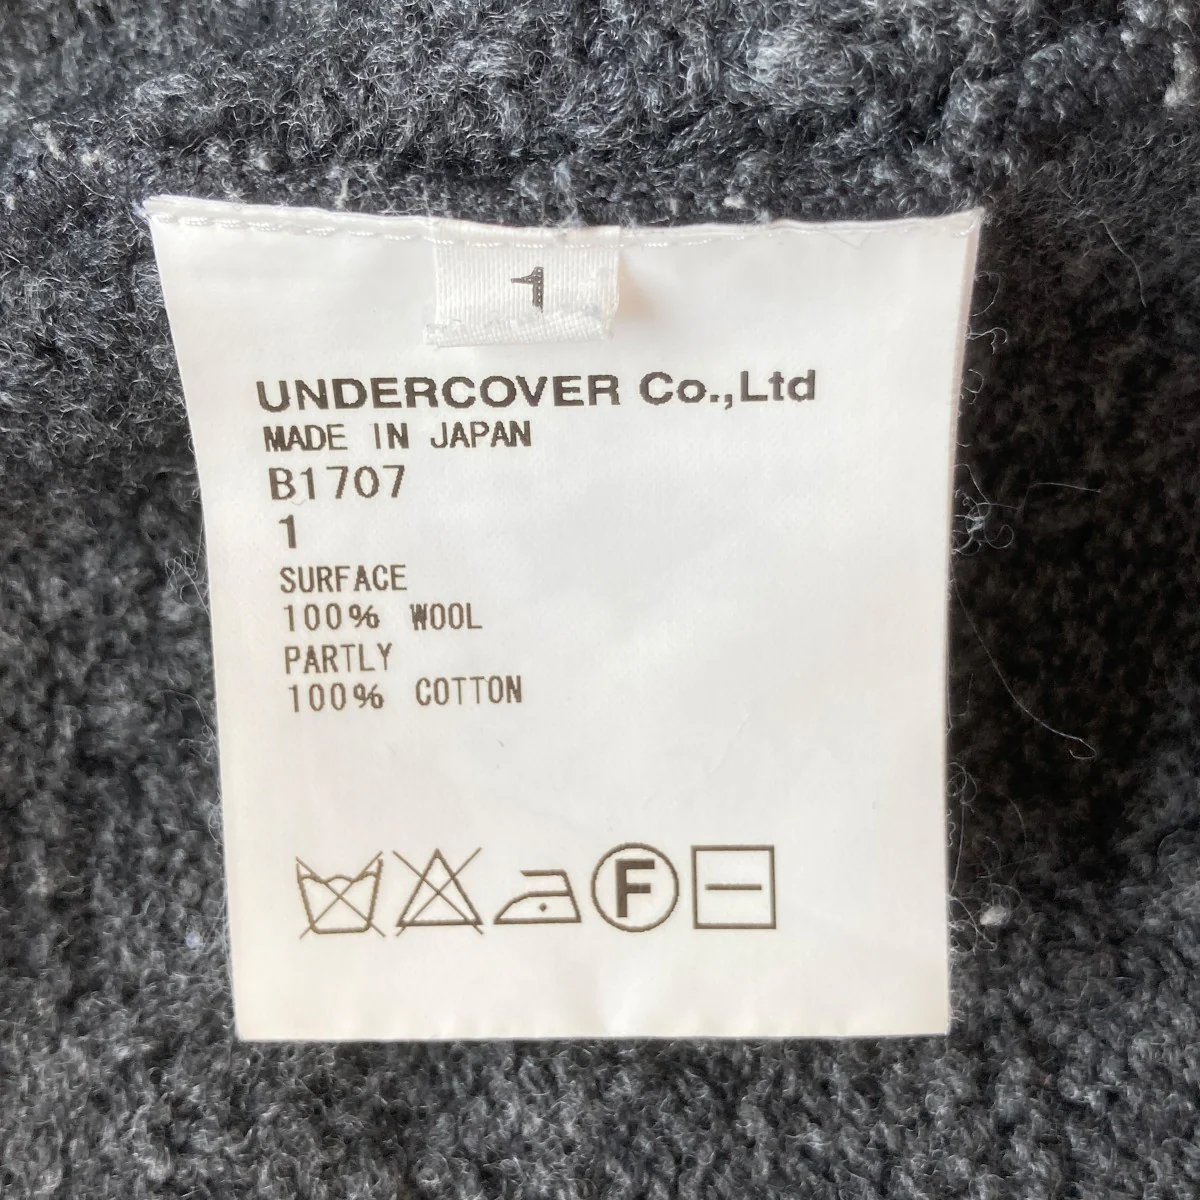 1
UNDERCOVER Co.,Ltd
MADE IN JAPAN
B1707
1
SURFACE
100% WOOL
PARTLY
100% COTTON
F